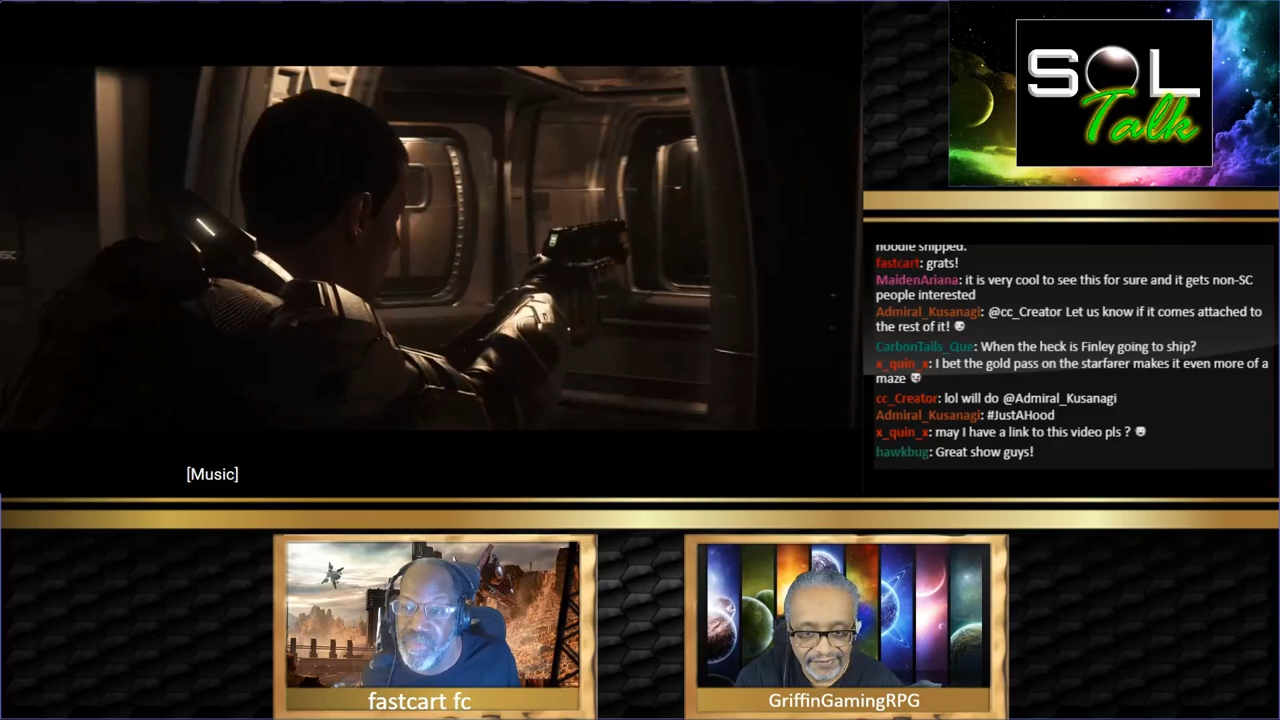 SOL
Talk
noodle shipped.
fastcart: grats!
MaidenAriana: it is very cool to see this for sure and it gets non-SC
people interested
Admiral_Kusanagi: @cc_Creator Let us know if it comes attached to
the rest of it!
CarbonTails_Que: When the heck is Finley going to ship?
x_quin_x: I bet the gold pass on the starfarer makes it even more of a
maze
cc_Creator: lol will do @Admiral_Kusanagi
Admiral_Kusanagi: #JustAHood
x_quin_x: may I have a link to this video pls ?
hawkbug: Great show guys!
[Music]
fastcart fc
GriffinGamingRPG